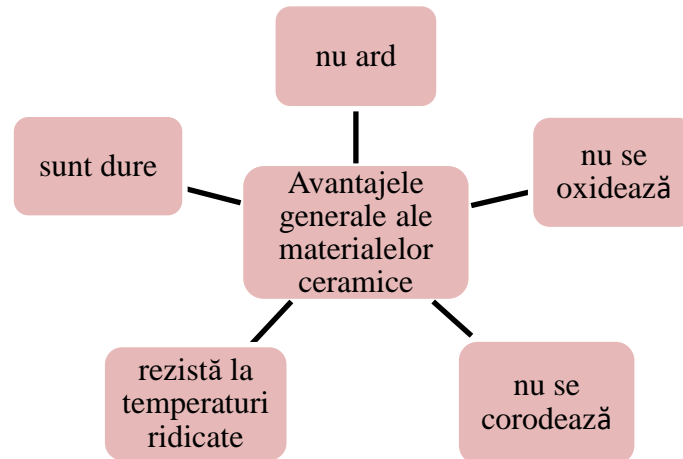 nu ard
sunt dure
nu se
oxidează
Avantajele
generale ale
materialelor
ceramice
rezistă la
temperaturi
ridicate
nu se
corodează